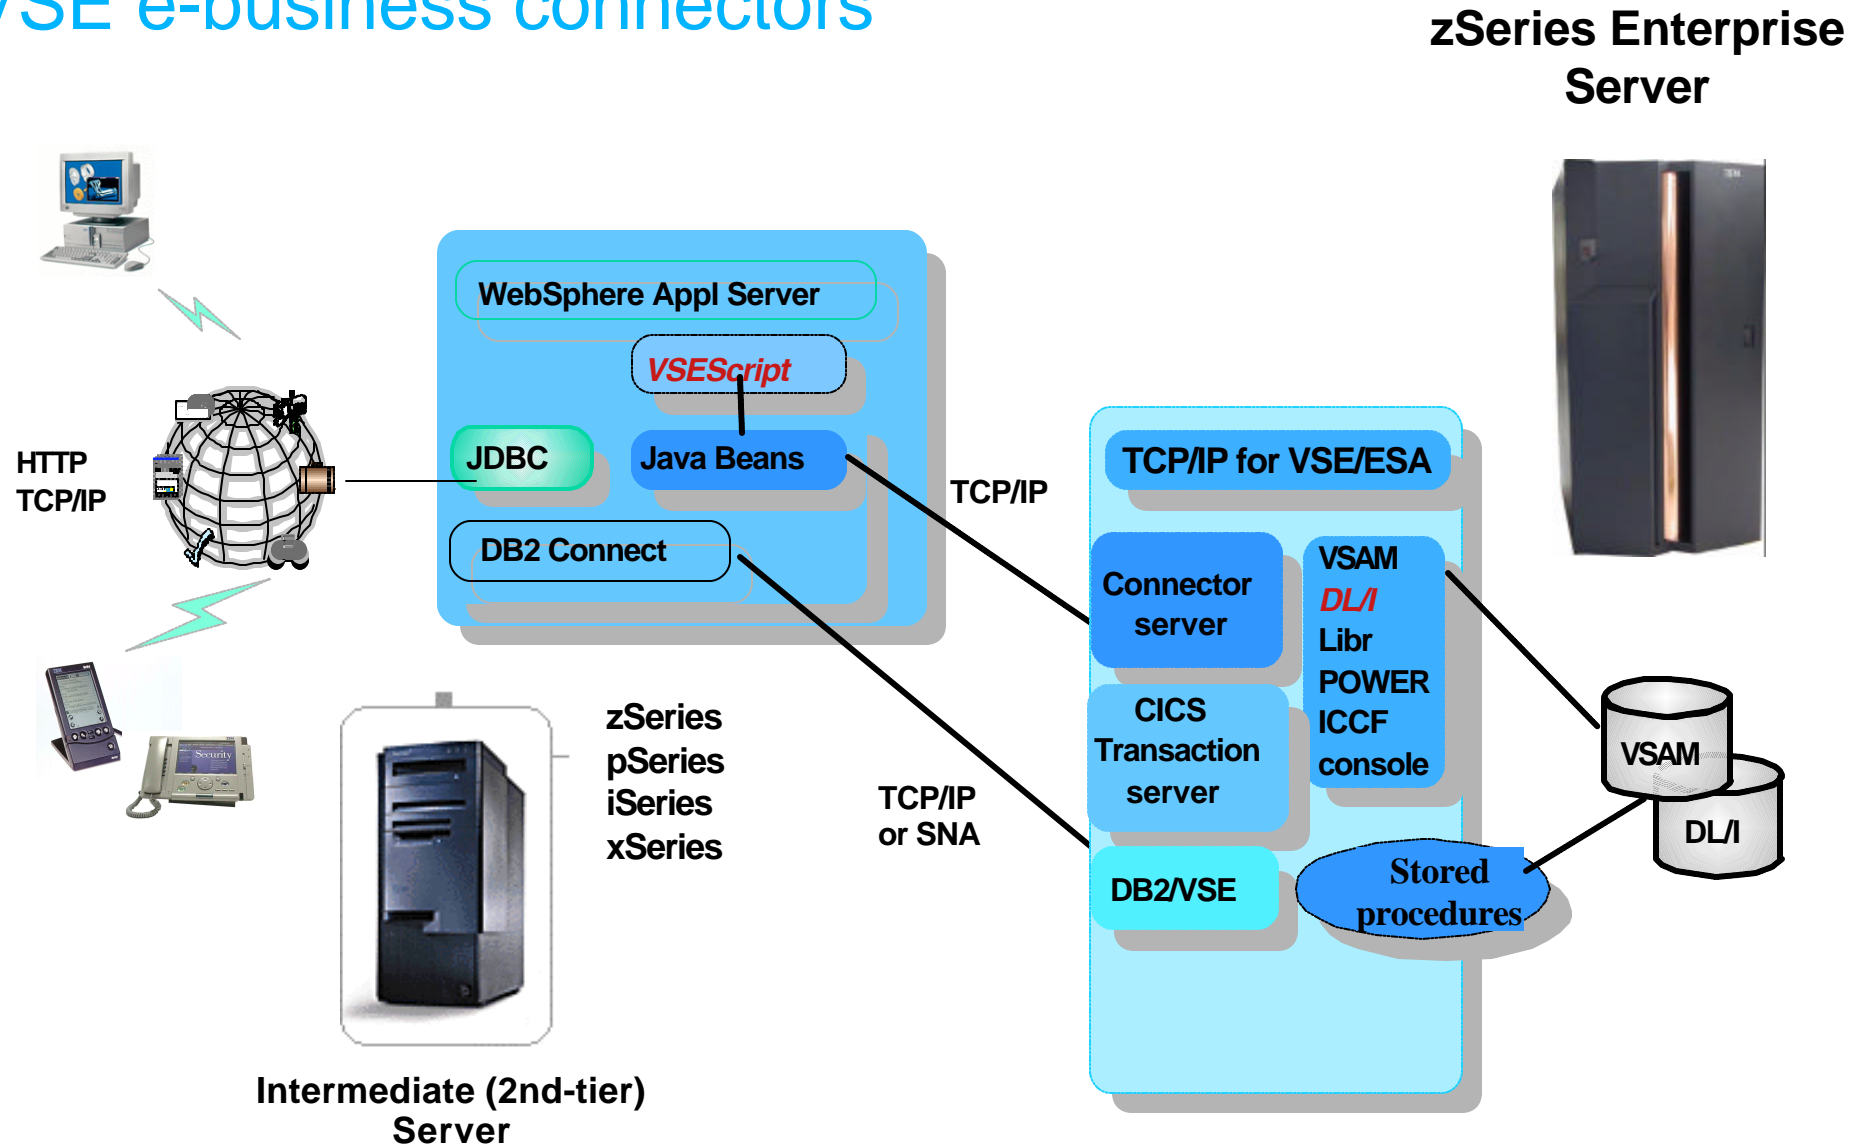 VSE e-business connectors
zSeries Enterprise
Server
WebSphere Appl Server
VSEScript
JDBC
Java Beans
DB2 Connect
HTTP
TCP/IP
TCP/IP
TCP/IP for VSE/ESA
Connector
server
VSAM
DL/I
Libr
POWER
ICCF
console
CICS
Transaction
server
DB2/VSE
Stored
procedures
VSAM
DL/I
zSeries
pSeries
iSeries
xSeries
TCP/IP
or SNA
Security
Intermediate (2nd-tier)
Server